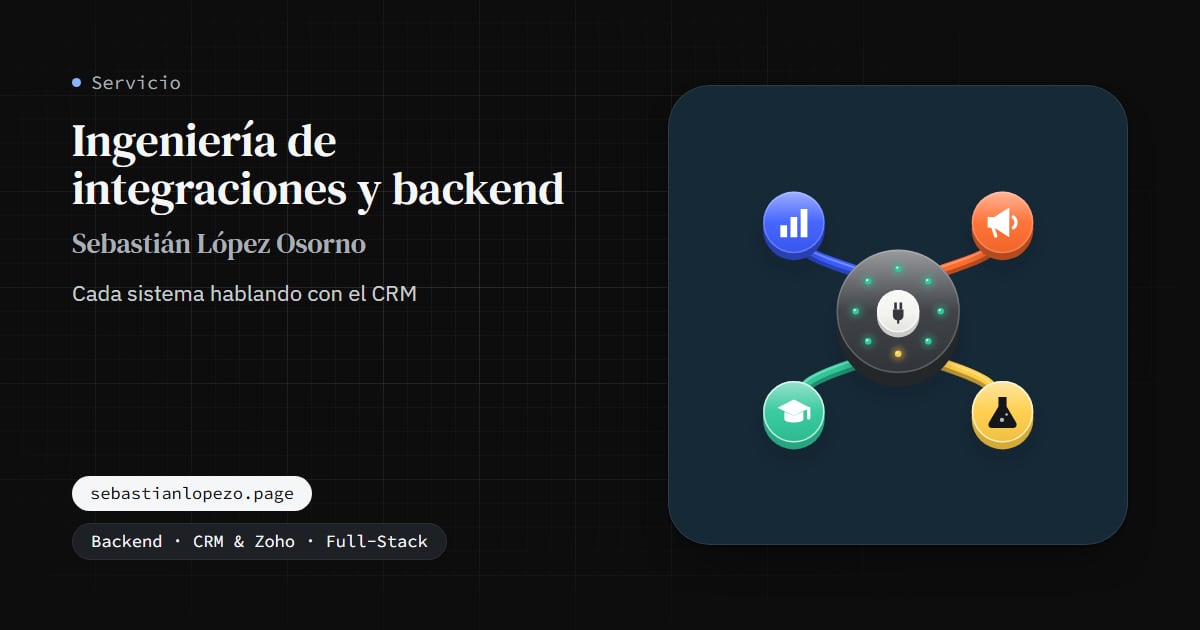 Servicio
Ingeniería de
integraciones y backend
Sebastián López Osorno
Cada sistema hablando con el CRM
sebastianlopezo.page
Backend · CRM & Zoho · Full-Stack